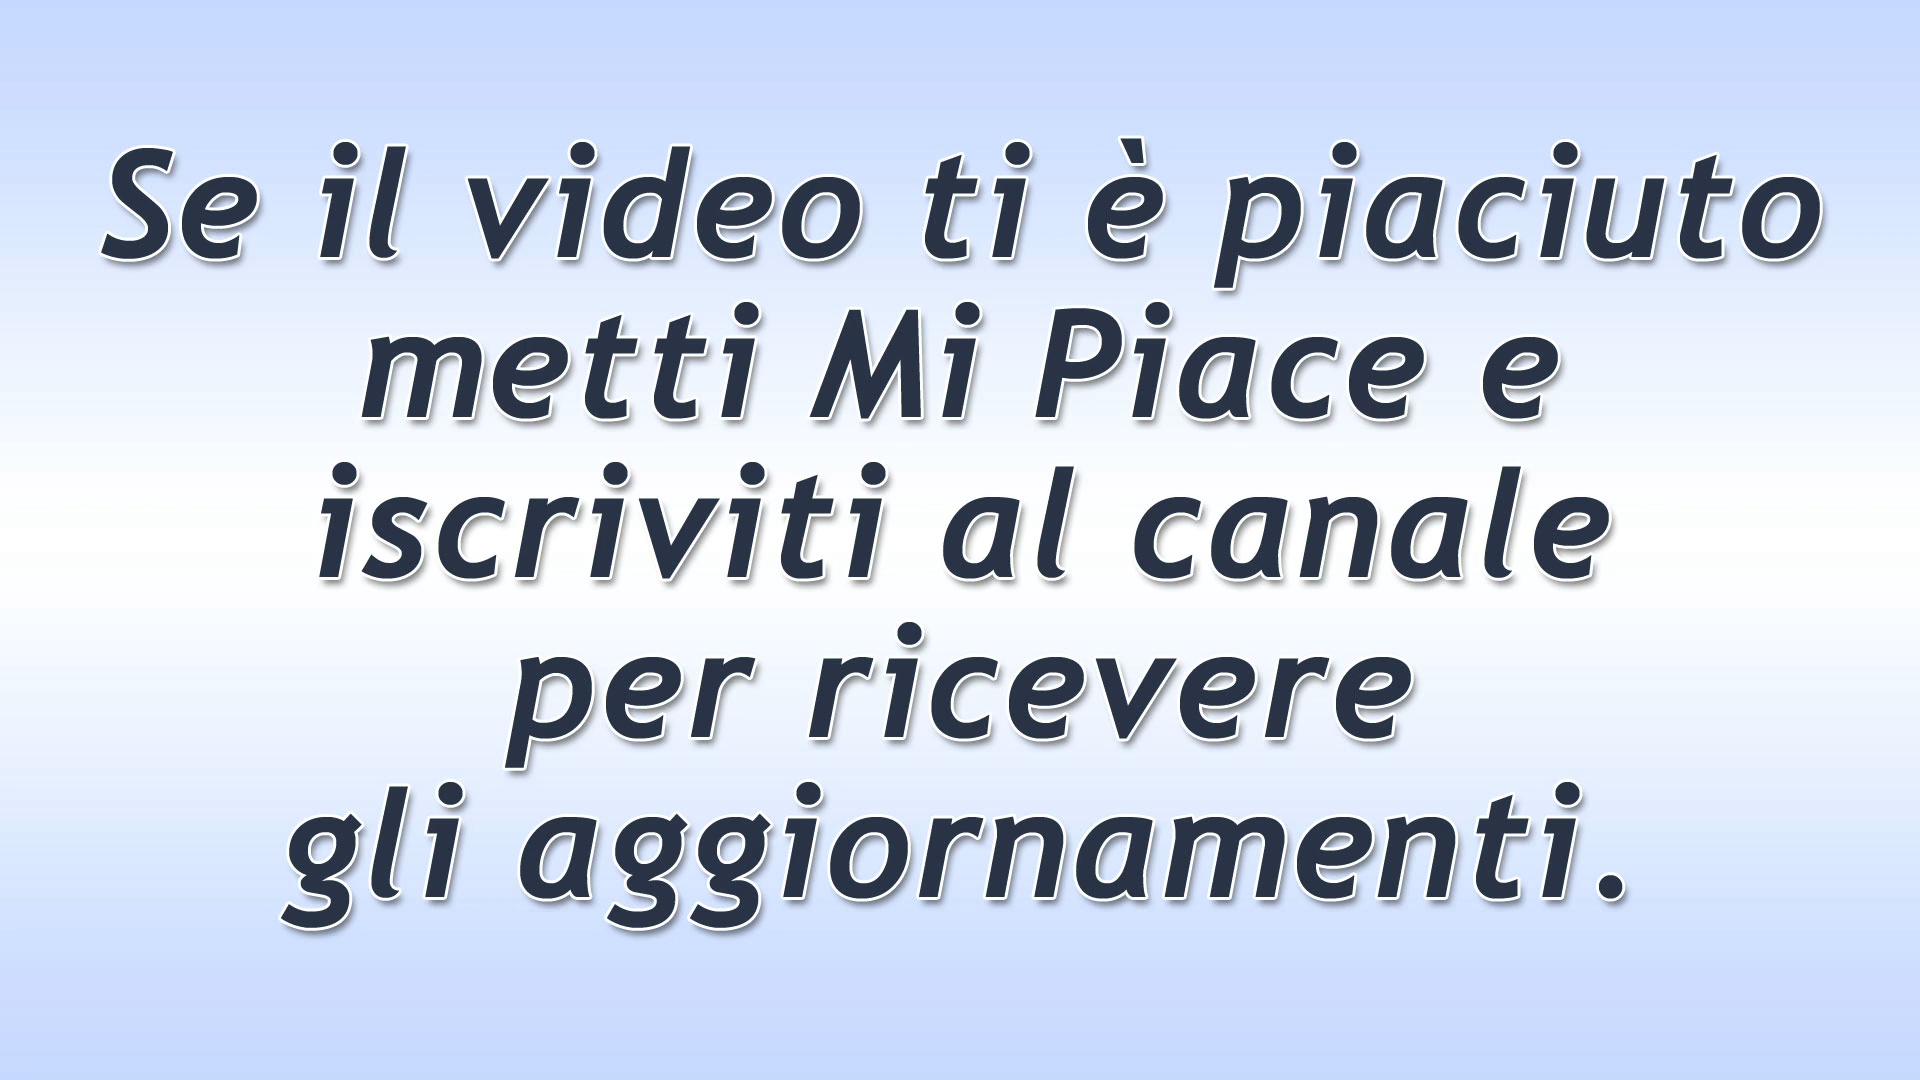 Se il video ti è piaciuto
metti Mi Piace e
iscriviti al canale
per ricevere
gli aggiornamenti.